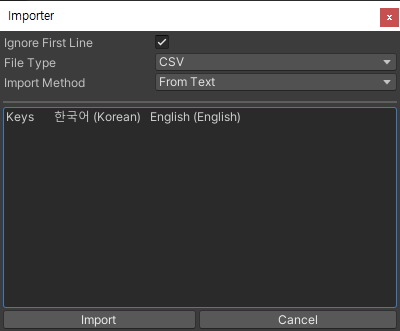 Importer
x
Ignore First Line
File Type CSV
Import Method From Text
Keys 한국어 (Korean) English (English)
Import Cancel